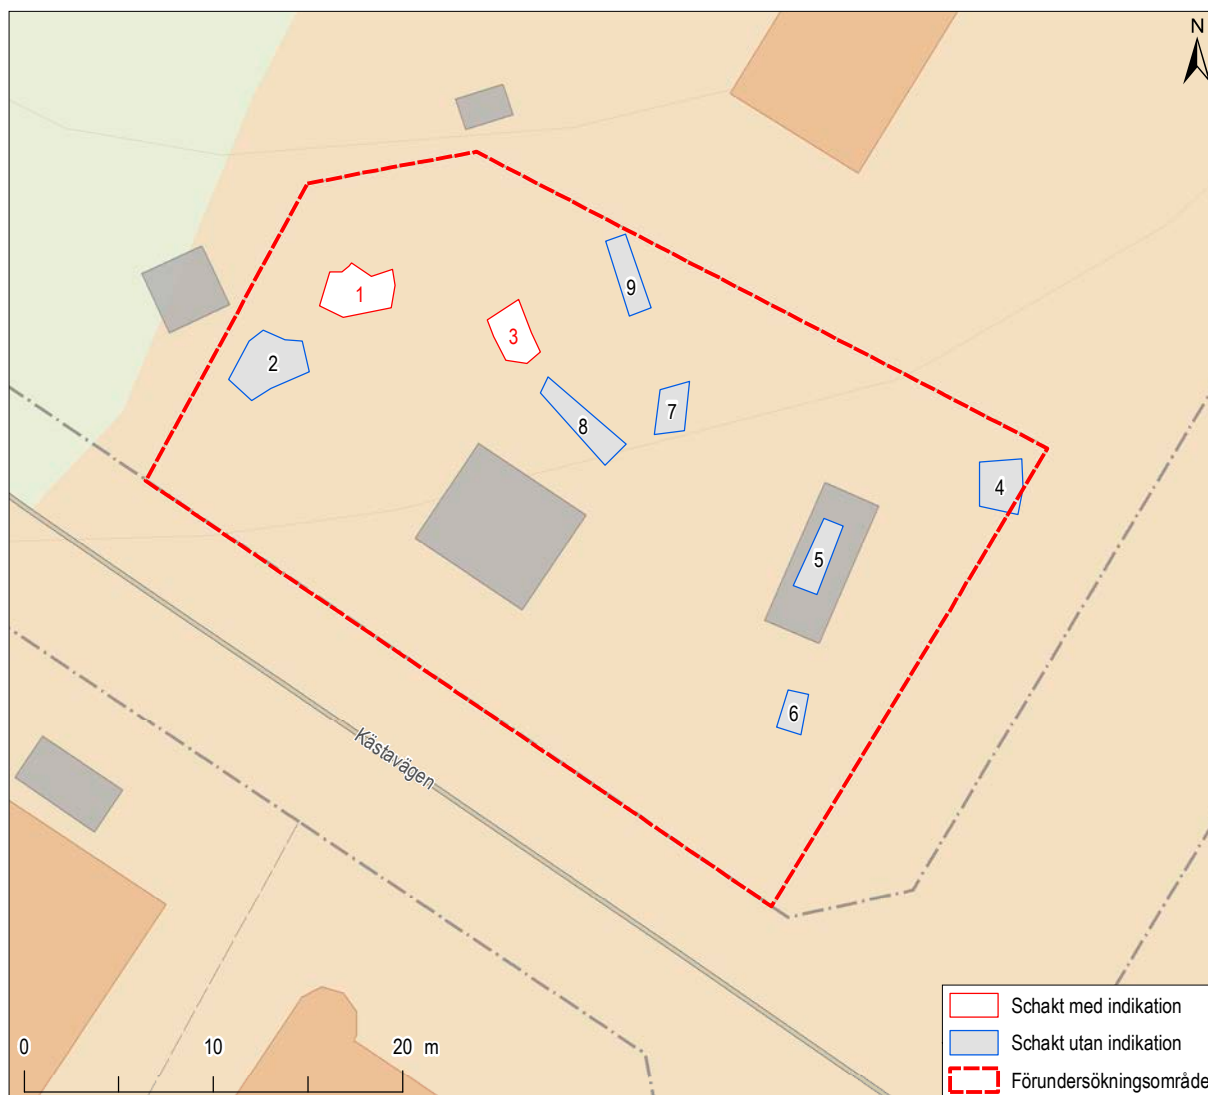 N
1
2
3
9
8
7
4
5
6
Kästavägen
0 10 20 m
Schakt med indikation
Schakt utan indikation
Förundersökningsområde